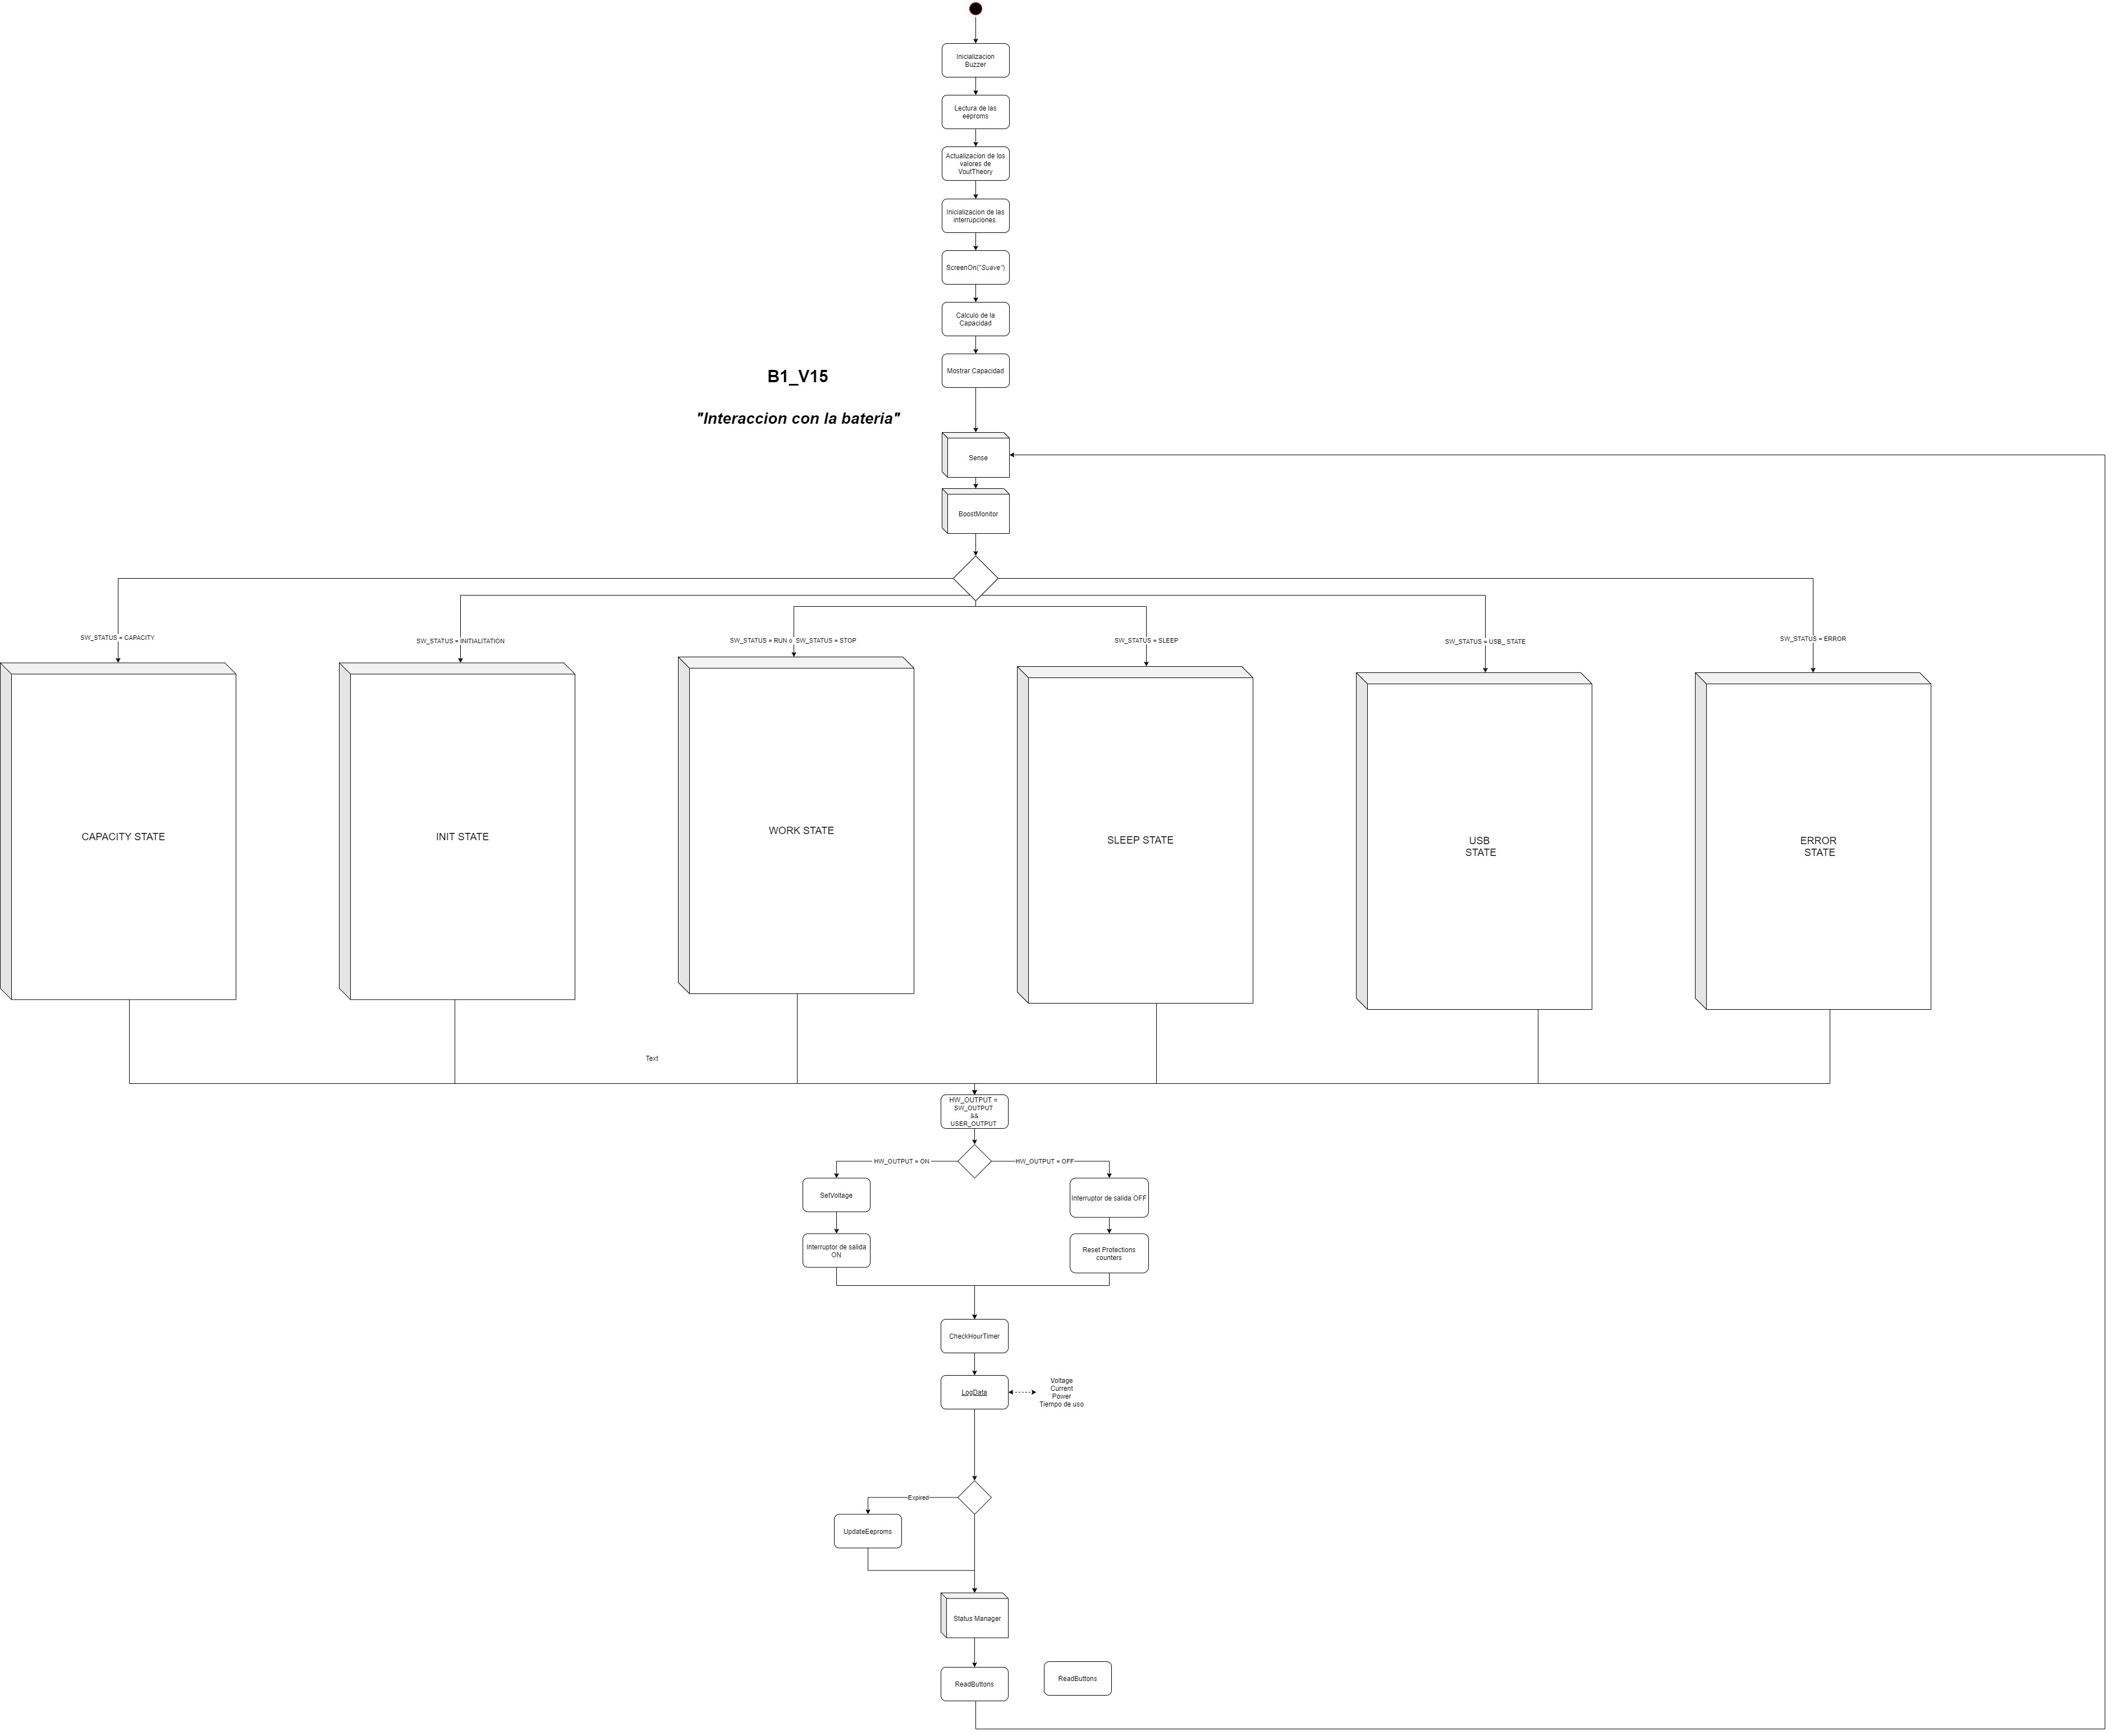 Inicializacion
Buzzer
Lectura de las
eeproms
Actualizacion de los
valores de
VoutTheory
Inicializacion de las
interrupciones.
ScreenOn("Suave")
Calculo de la
Capacidad
Mostrar Capacidad
B1_V15
"Interaccion con la bateria"
Sense
BoostMonitor
SW_STATUS = CAPACITY
SW_STATUS = INITIALITATION
SW_STATUS = RUN o SW_STATUS = STOP
SW_STATUS = SLEEP
SW_STATUS = USB_ STATE
SW_STATUS = ERROR
CAPACITY STATE
INIT STATE
WORK STATE
SLEEP STATE
USB
STATE
ERROR
STATE
Text
HW_OUTPUT =
SW_OUTPUT
&&
USER_OUTPUT
HW_OUTPUT = ON
HW_OUTPUT = OFF
SetVoltage
Interruptor de salida OFF
Interruptor de salida
ON
Reset Protections
counters
CheckHourTimer
LogData
Voltage
Current
Power
Tiempo de uso
Expired
UpdateEeproms
Status Manager
ReadButtons
ReadButtons